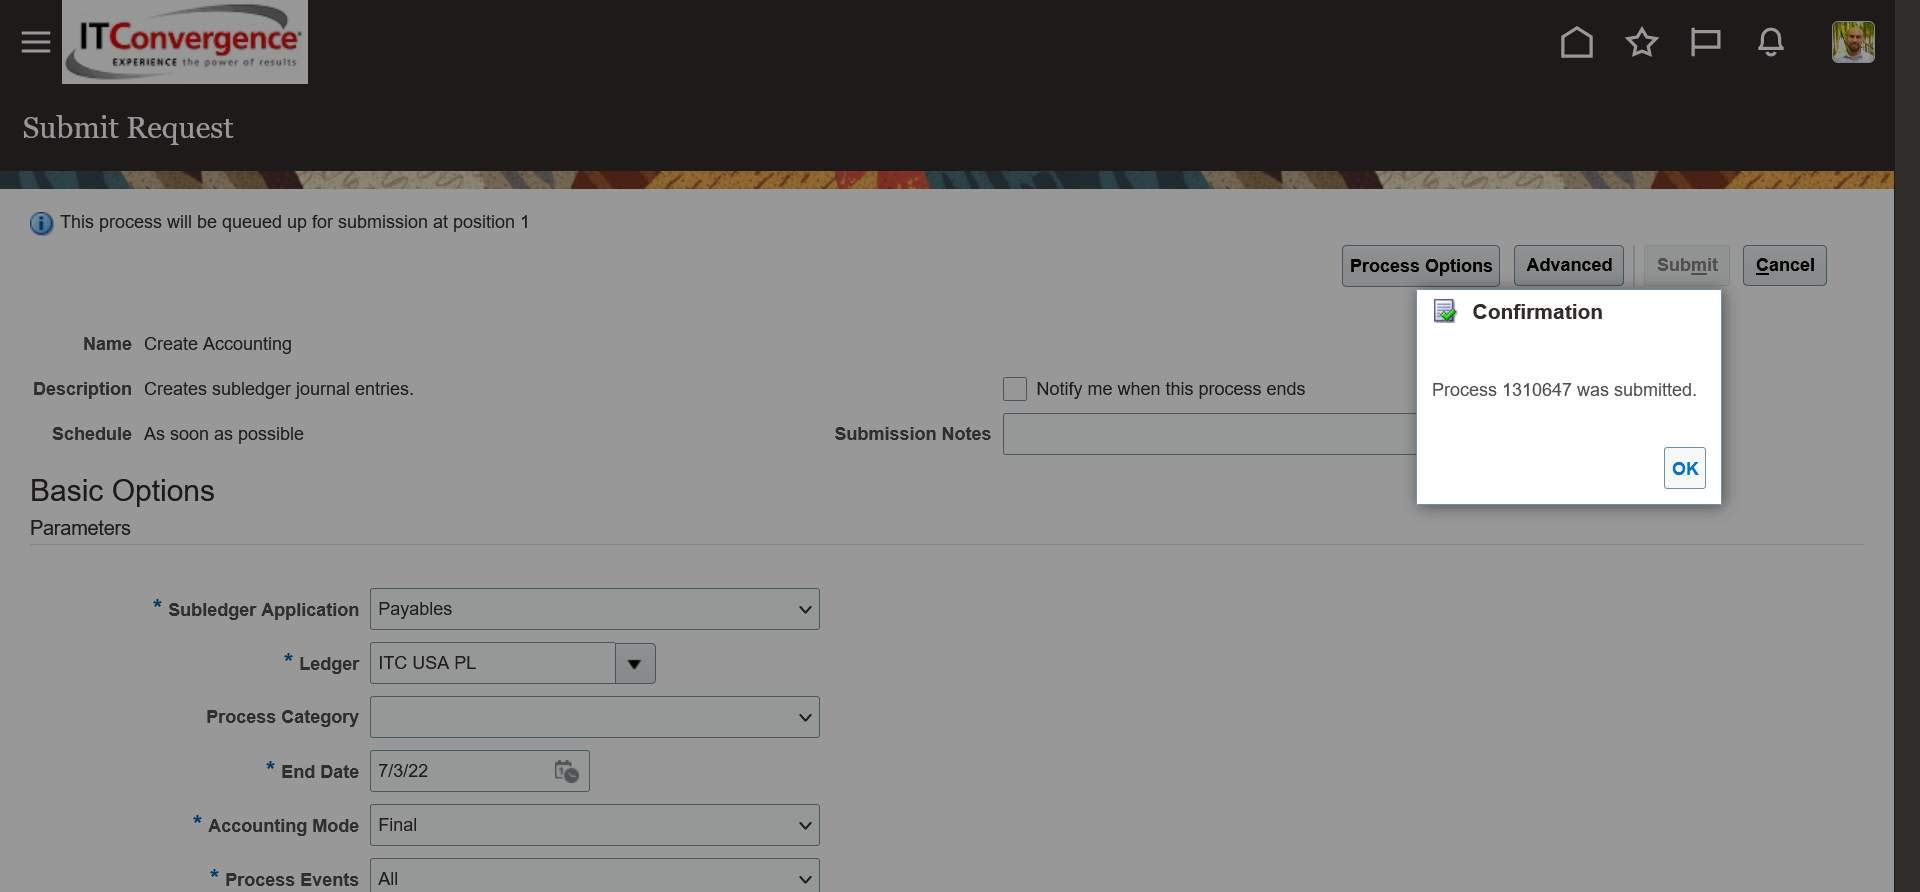 ITConvergence
EXPERIENCE the power of results
Submit Request
This process will be queued up for submission at position 1
Process Options
Advanced
Submit
Cancel
Confirmation
Process 1310647 was submitted.
OK
Name Create Accounting
Description Creates subledger journal entries.
Notify me when this process ends
Schedule As soon as possible
Submission Notes
Basic Options
Parameters
* Subledger Application Payables
* Ledger ITC USA PL
Process Category
* End Date 7/3/22
* Accounting Mode Final
* Process Events All